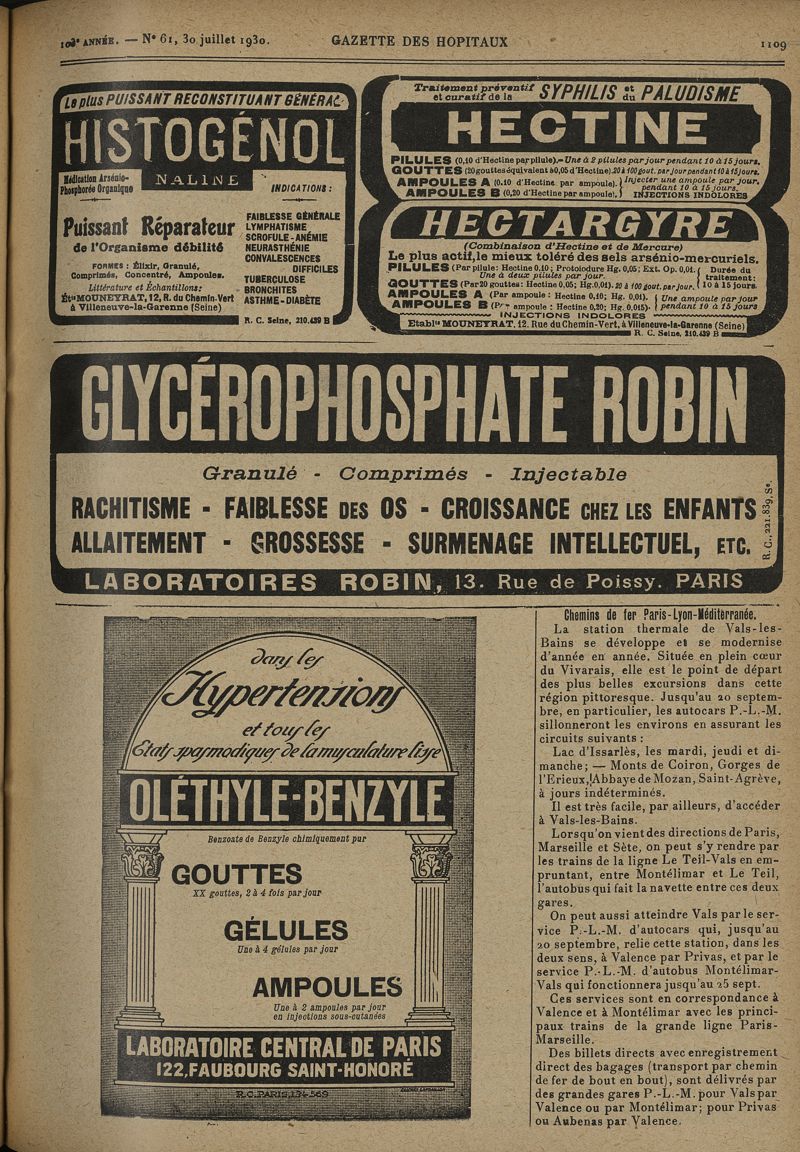 103e ANNÉE. — N° 61, 30 juillet 1930.
GAZETTE DES HOPITAUX
1109
Le plus PUISSANT RECONSTITUANT GÉNÉRAL
HISTOGÉNOL
NALINE
Médication Arsénio-
Phosphorée Organique
Puissant Réparateur
de l'Organisme débilité
FORMES : Élixir, Granulé,
Comprimés, Concentré, Ampoules.
Littérature et Échantillons:
Étts MOUNEYRAT, 12, R. du Chemin-Vert
à Villeneuve-la-Garenne (Seine)
INDICATIONS :
FAIBLESSE GÉNÉRALE
LYMPHATISME
SCROFULE - ANÉMIE
NEURASTHÉNIE
CONVALESCENCES
DIFFICILES
TUBERCULOSE
BRONCHITES
ASTHME - DIABÈTE
R. C. Seine, 210.439 B
Traitement préventif
et curatif de la SYPHILIS et du PALUDISME
HECTINE
PILULES (0,10 d'Hectine par pilule).- Une à 2 pilules par jour pendant 10 à 15 jours.
GOUTTES (20 gouttes équivalent à 0,05 d'Hectine). 20 à 100 gout. par jour pendant 10 à 15 jours.
AMPOULES A (0.10 d'Hectine par ampoule).
AMPOULES B (0,20 d'Hectine par ampoule).
Injecter une ampoule par jour,
pendant 10 à 15 jours.
INJECTIONS INDOLORES
HECTARGYRE
(Combinaison d'Hectine et de Mercure)
Le plus actif, le mieux toléré des sels arsénio-mercuriels.
PILULES (Par pilule: Hectine 0.10; Protoiodure Hg. 0,05; Ext. Op. 0,01.
Une à deux pilules par jour.
GOUTTES (Par 20 gouttes: Hectine 0,05; Hg. 0,01). 20 à 100 gout. par jour.
Durée du
traitement:
10 à 15 jours.
AMPOULES A (Par ampoule : Hectine 0,10; Hg. 0,01).
AMPOULES B (Par ampoule : Hectine 0,20; Hg. 0,015).
Une ampoule par jour
pendant 10 à 15 jours
INJECTIONS INDOLORES
Etablts MOUNEYRAT, 12, Rue du Chemin-Vert, à Villeneuve-la-Garenne (Seine)
R. C. Seine, 210.439 B
GLYCÉROPHOSPHATE ROBIN
Granulé - Comprimés - Injectable
RACHITISME - FAIBLESSE DES OS - CROISSANCE CHEZ LES ENFANTS
ALLAITEMENT - GROSSESSE - SURMENAGE INTELLECTUEL, ETC.
R. C. 221.839, Se.
LABORATOIRES ROBIN, 13. Rue de Poissy. PARIS
dans les
Hypertensions
et tous les
États spasmodiques de la musculature lisse
OLÉTHYLE-BENZYLE
Benzoate de Benzyle chimiquement pur
GOUTTES
XX gouttes, 2 à 4 fois par jour
GÉLULES
Une à 4 gélules par jour
AMPOULES
Une à 2 ampoules par jour
en injections sous-cutanées
LABORATOIRE CENTRAL DE PARIS
122, FAUBOURG SAINT-HONORÉ
R.C. PARIS, 134-569
Chemins de fer Paris-Lyon-Méditerranée.
La station thermale de Vals-les-
Bains se développe et se modernise
d'année en année. Située en plein cœur
du Vivarais, elle est le point de départ
des plus belles excursions dans cette
région pittoresque. Jusqu'au 20 septem-
bre, en particulier, les autocars P.-L.-M.
sillonneront les environs en assurant les
circuits suivants :
Lac d'Issarlès, les mardi, jeudi et di-
manche ; — Monts de Coiron, Gorges de
l'Erieux, Abbaye de Mozan, Saint-Agrève,
à jours indéterminés.
Il est très facile, par ailleurs, d'accéder
à Vals-les-Bains.
Lorsqu'on vient des directions de Paris,
Marseille et Sète, on peut s'y rendre par
les trains de la ligne Le Teil-Vals en em-
pruntant, entre Montélimar et Le Teil,
l'autobus qui fait la navette entre ces deux
gares.
On peut aussi atteindre Vals par le ser-
vice P.-L.-M. d'autocars qui, jusqu'au
20 septembre, relie cette station, dans les
deux sens, à Valence par Privas, et par le
service P.-L.-M. d'autobus Montélimar-
Vals qui fonctionnera jusqu'au 25 sept.
Ces services sont en correspondance à
Valence et à Montélimar avec les princi-
paux trains de la grande ligne Paris-
Marseille.
Des billets directs avec enregistrement
direct des bagages (transport par chemin
de fer de bout en bout), sont délivrés par
des grandes gares P.-L.-M. pour Vals par
Valence ou par Montélimar; pour Privas
ou Aubenas par Valence.